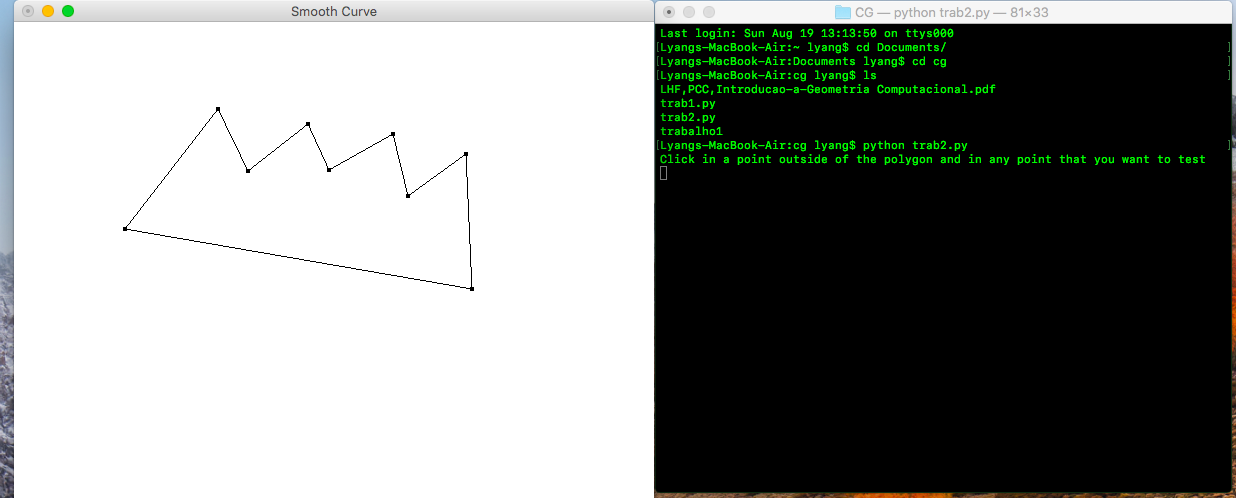 Smooth Curve
CG — python trab2.py — 81×33
Last login: Sun Aug 19 13:13:50 on ttys000
[Lyangs-MacBook-Air:~ lyang$ cd Documents/ ]
[Lyangs-MacBook-Air:Documents lyang$ cd cg ]
[Lyangs-MacBook-Air:cg lyang$ ls ]
LHF,PCC,Introducao-a-Geometria Computacional.pdf
trab1.py
trab2.py
trabalho1
[Lyangs-MacBook-Air:cg lyang$ python trab2.py ]
Click in a point outside of the polygon and in any point that you want to test